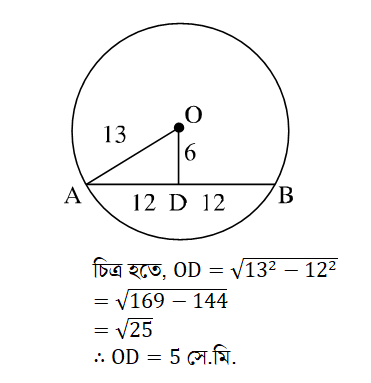 O
13
6
A 12 D 12 B
চিত্র হতে, OD = √(13² − 12²)
= √(169 − 144)
= √25
∴ OD = 5 সে.মি.